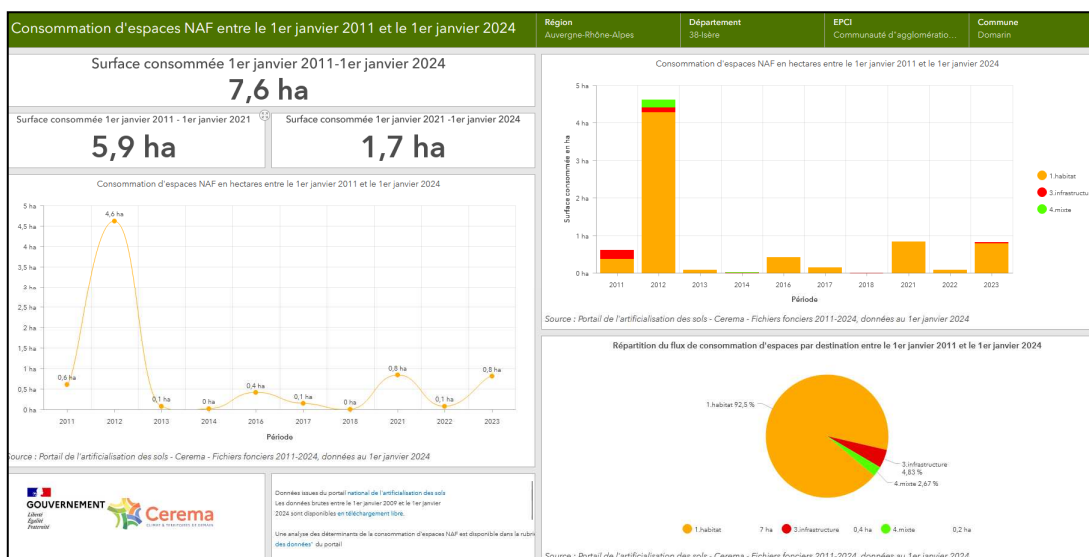 Consommation d'espaces NAF entre le 1er janvier 2011 et le 1er janvier 2024
Région
Auvergne-Rhône-Alpes
Département
38-Isère
EPCI
Communauté d'agglomératio...
Commune
Domarin
Surface consommée 1er janvier 2011-1er janvier 2024
7,6 ha
Surface consommée 1er janvier 2011 - 1er janvier 2021
5,9 ha
Surface consommée 1er janvier 2021 -1er janvier 2024
1,7 ha
Consommation d'espaces NAF en hectares entre le 1er janvier 2011 et le 1er janvier 2024
5 ha
4,5 ha
4 ha
3,5 ha
3 ha
2,5 ha
2 ha
1,5 ha
1 ha
0,5 ha
0 ha
0,6 ha
4,6 ha
0,1 ha
0 ha
0,4 ha
0,1 ha
0 ha
0,8 ha
0,1 ha
0,8 ha
2011
2012
2013
2014
2016
2017
2018
2021
2022
2023
Période
Source : Portail de l'artificialisation des sols - Cerema - Fichiers fonciers 2011-2024, données au 1er janvier 2024
GOUVERNEMENT
Liberté
Égalité
Fraternité
Cerema
Données issues du portail national de l'artificialisation des sols
Les données brutes entre le 1er janvier 2009 et le 1er janvier
2024 sont disponibles en téléchargement libre.
Une analyse des déterminants de la consommation d'espaces NAF est disponible dans la rubri
des données" du portail
Consommation d'espaces NAF en hectares entre le 1er janvier 2011 et le 1er janvier 2024
Surface consommée en ha
5 ha
4 ha
3 ha
2 ha
1 ha
0 ha
2011
2012
2013
2014
2016
2017
2018
2021
2022
2023
Période
1.habitat
3.infrastructu
4.mixte
Source : Portail de l'artificialisation des sols - Cerema - Fichiers fonciers 2011-2024, données au 1er janvier 2024
Répartition du flux de consommation d'espaces par destination entre le 1er janvier 2011 et le 1er janvier 2024
1.habitat 92,5 %
3.infrastructure
4,83 %
4.mixte 2,67 %
1.habitat 7 ha
3.infrastructure 0,4 ha
4.mixte 0,2 ha
Source : Portail de l'artificialisation des sols - Cerema - Fichiers fonciers 2011-2024, données au 1er janvier 2024